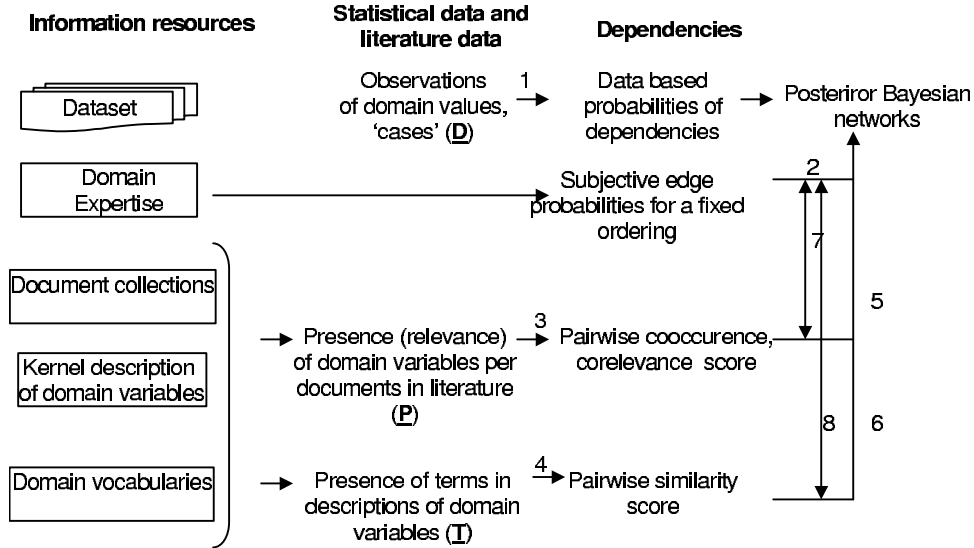 Information resources
Statistical data and
literature data
Dependencies
Dataset
Observations
of domain values,
‘cases’ (D)
1
Data based
probabilities of
dependencies
Posteriror Bayesian
networks
Domain
Expertise
Subjective edge
probabilities for a fixed
ordering
2
7
Document collections
Kernel description
of domain variables
Presence (relevance)
of domain variables per
documents in literature
(P)
3
Pairwise cooccurence,
corelevance score
5
8
6
Domain vocabularies
Presence of terms in
descriptions of domain
variables (T)
4
Pairwise similarity
score